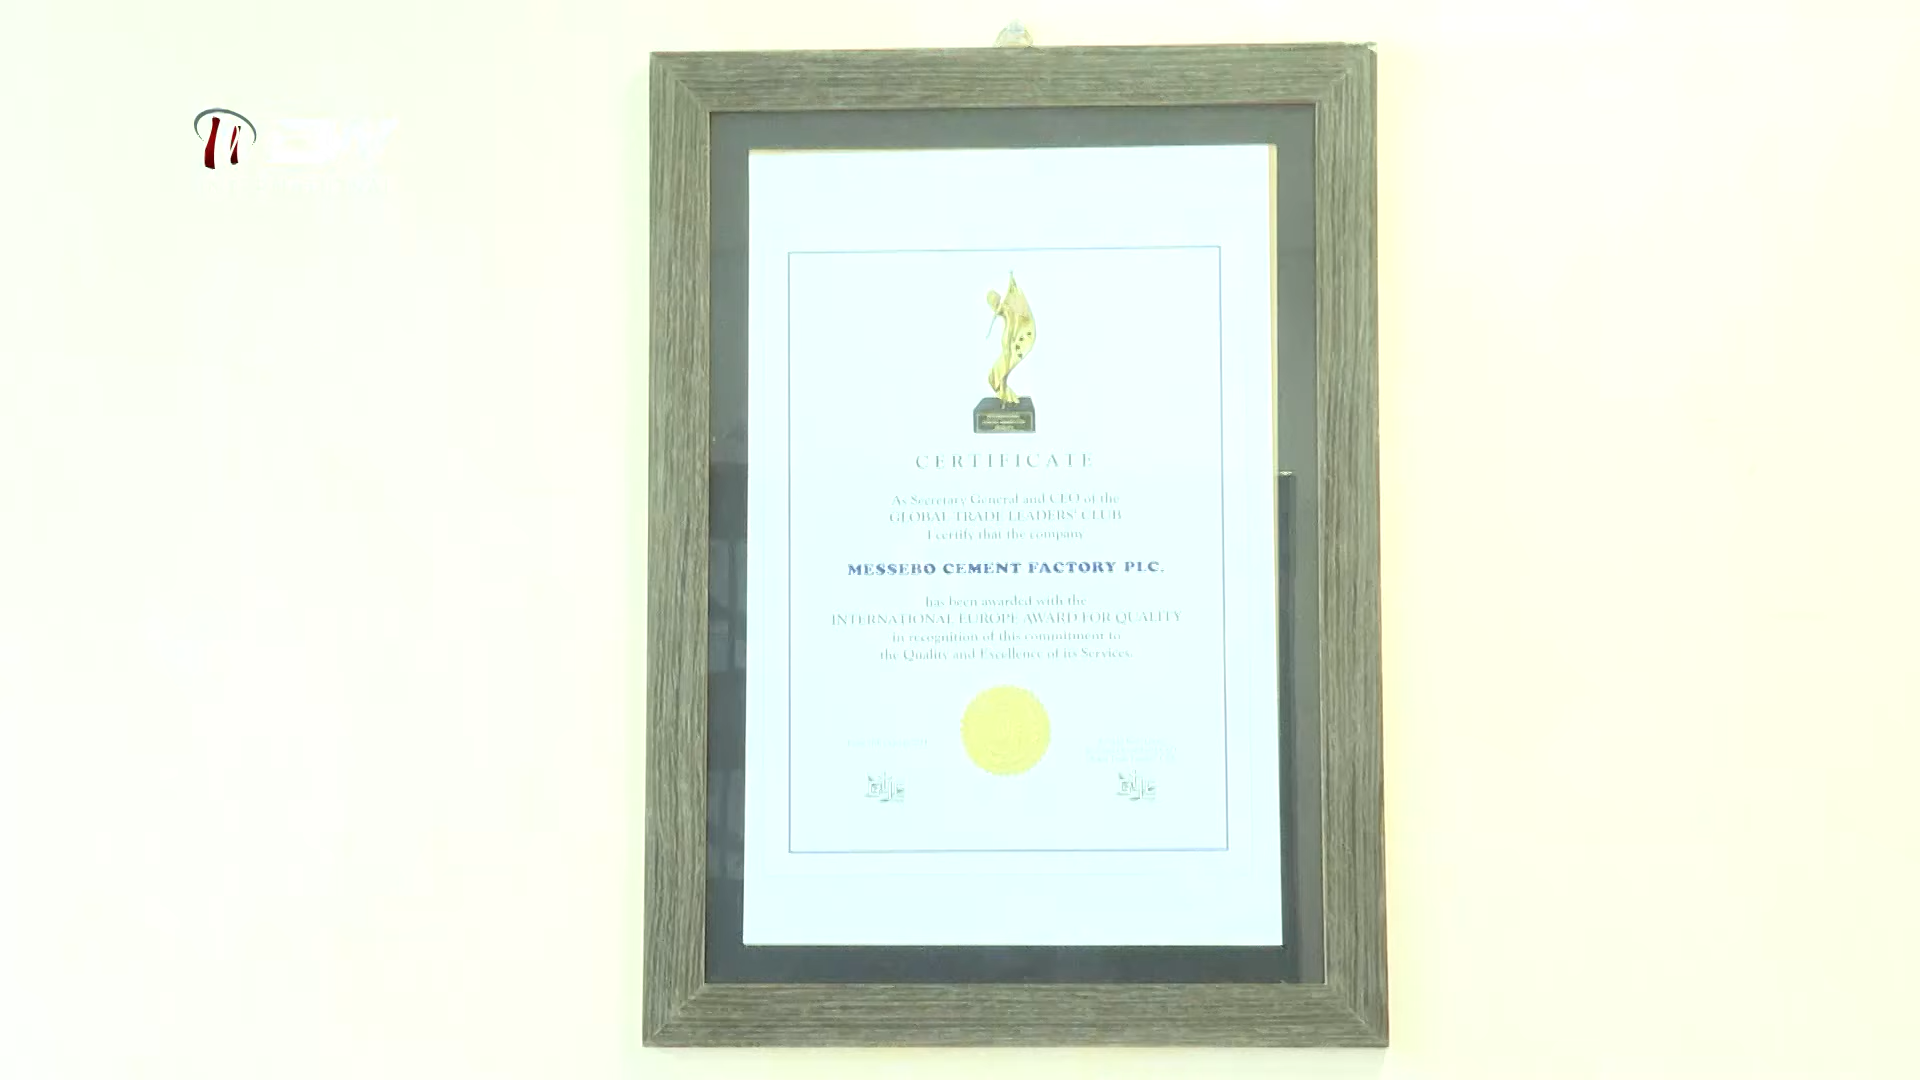 CERTIFICATE
As Secretary General and CEO of the
GLOBAL TRADE LEADERS' CLUB
I certify that the company
MESSEBO CEMENT FACTORY PLC.
has been awarded with the
INTERNATIONAL EUROPE AWARD FOR QUALITY
in recognition of this commitment to
the Quality and Excellence of its Services.